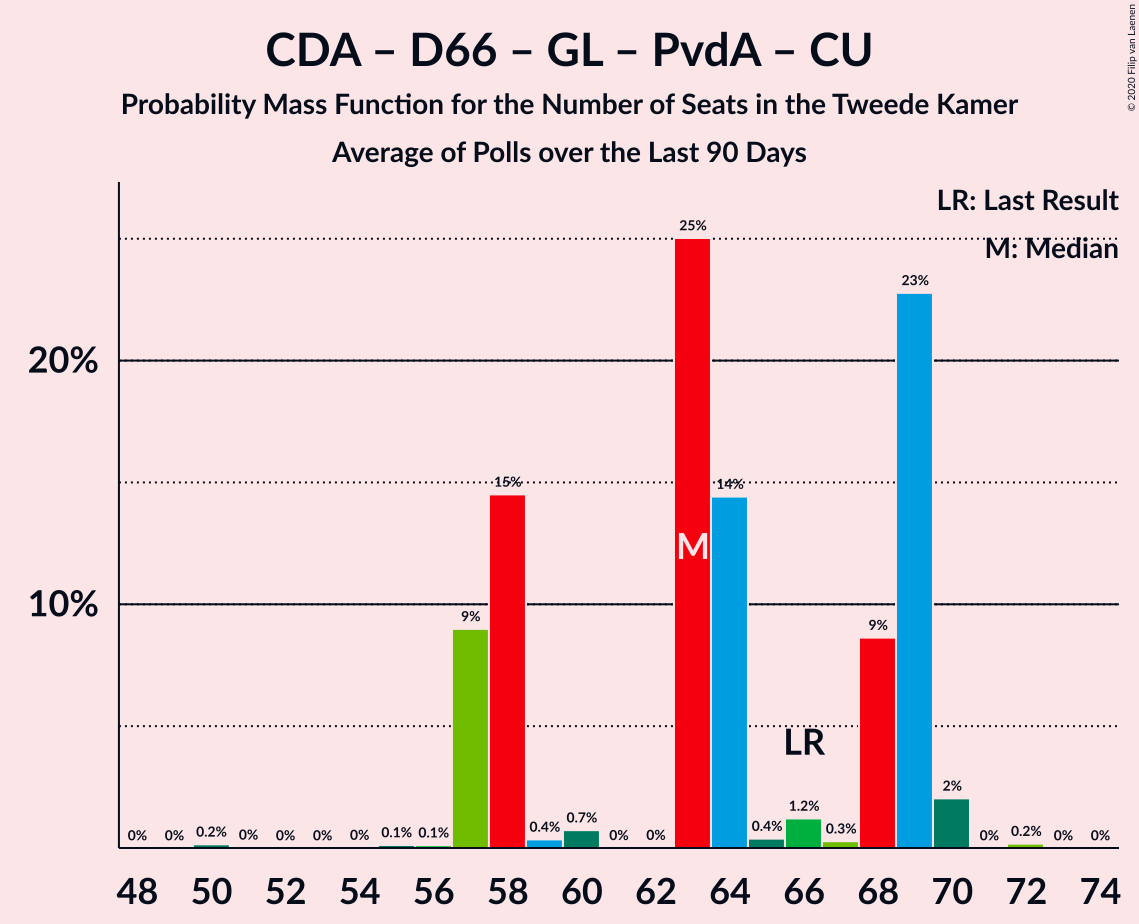 CDA – D66 – GL – PvdA – CU
Probability Mass Function for the Number of Seats in the Tweede Kamer
Average of Polls over the Last 90 Days
© 2020 Filip van Laenen
LR: Last Result
M: Median
20%
10%
0% 0% 0.2% 0% 0% 0% 0% 0.1% 0.1% 9% 15% 0.4% 0.7% 0% 0% 25% 14% 0.4% 1.2% 0.3% 9% 23% 2% 0% 0.2% 0% 0%
M
LR
48 50 52 54 56 58 60 62 64 66 68 70 72 74